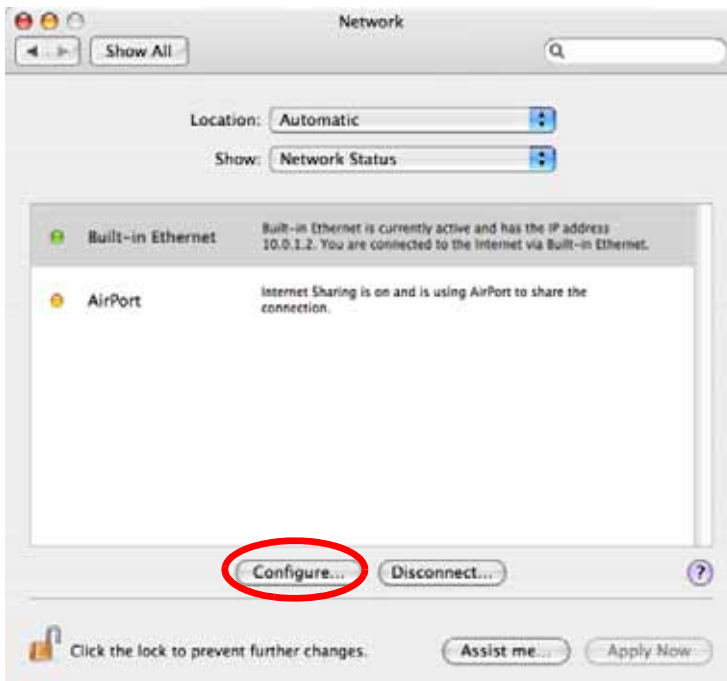 Network
Show All
Location: Automatic
Show: Network Status
Built-in Ethernet
Built-in Ethernet is currently active and has the IP address
10.0.1.2. You are connected to the Internet via Built-in Ethernet.
AirPort
Internet Sharing is on and is using AirPort to share the
connection.
Configure... Disconnect... ?
Click the lock to prevent further changes. Assist me... Apply Now